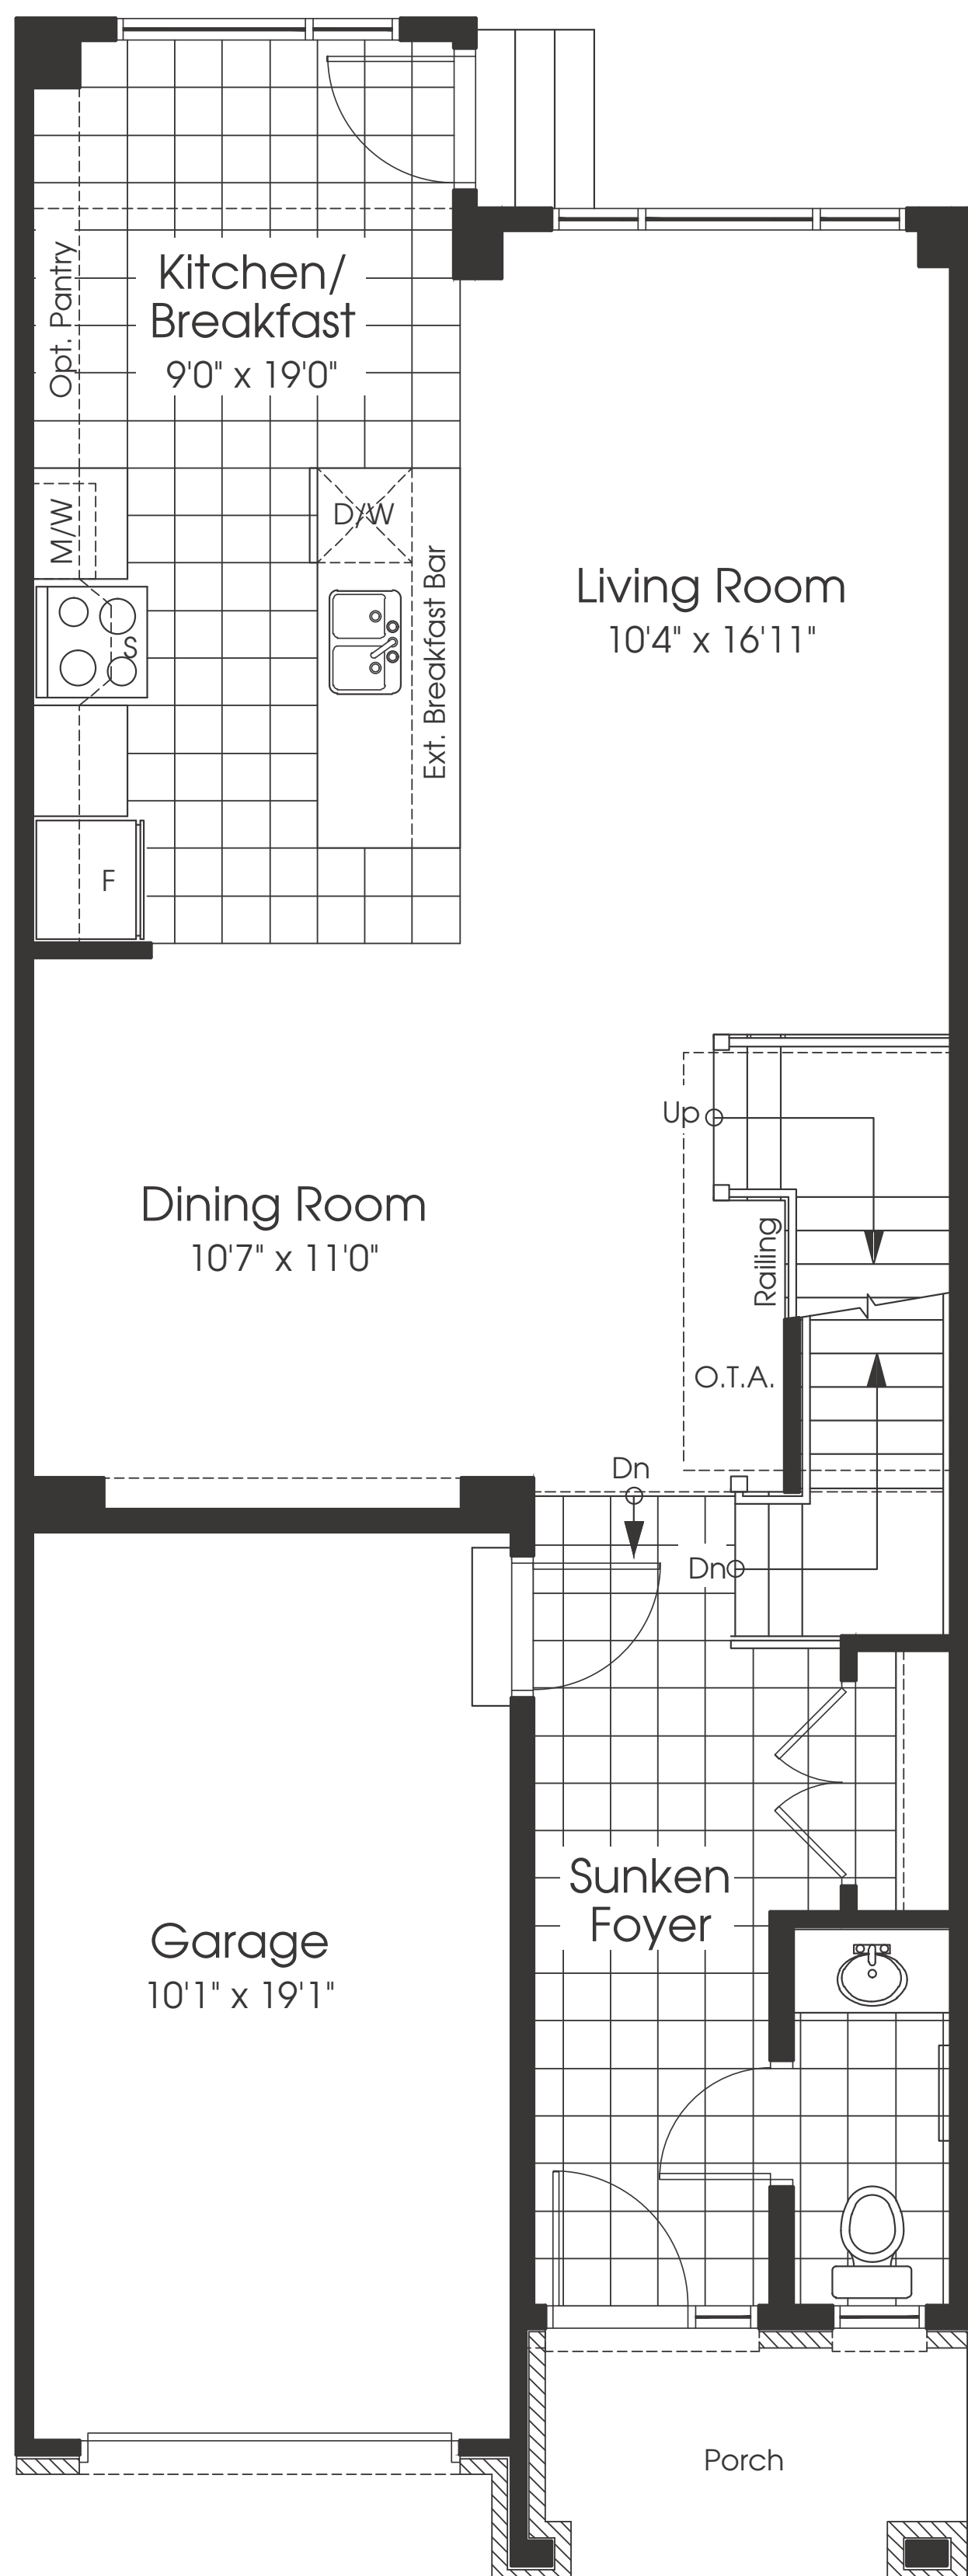 Kitchen/
Breakfast
9'0" x 19'0"
Opt. Pantry
M/W
D/W
S
Ext. Breakfast Bar
F
Living Room
10'4" x 16'11"
Up
Railing
O.T.A.
Dining Room
10'7" x 11'0"
Dn
Dn
Sunken
Foyer
Garage
10'1" x 19'1"
Porch